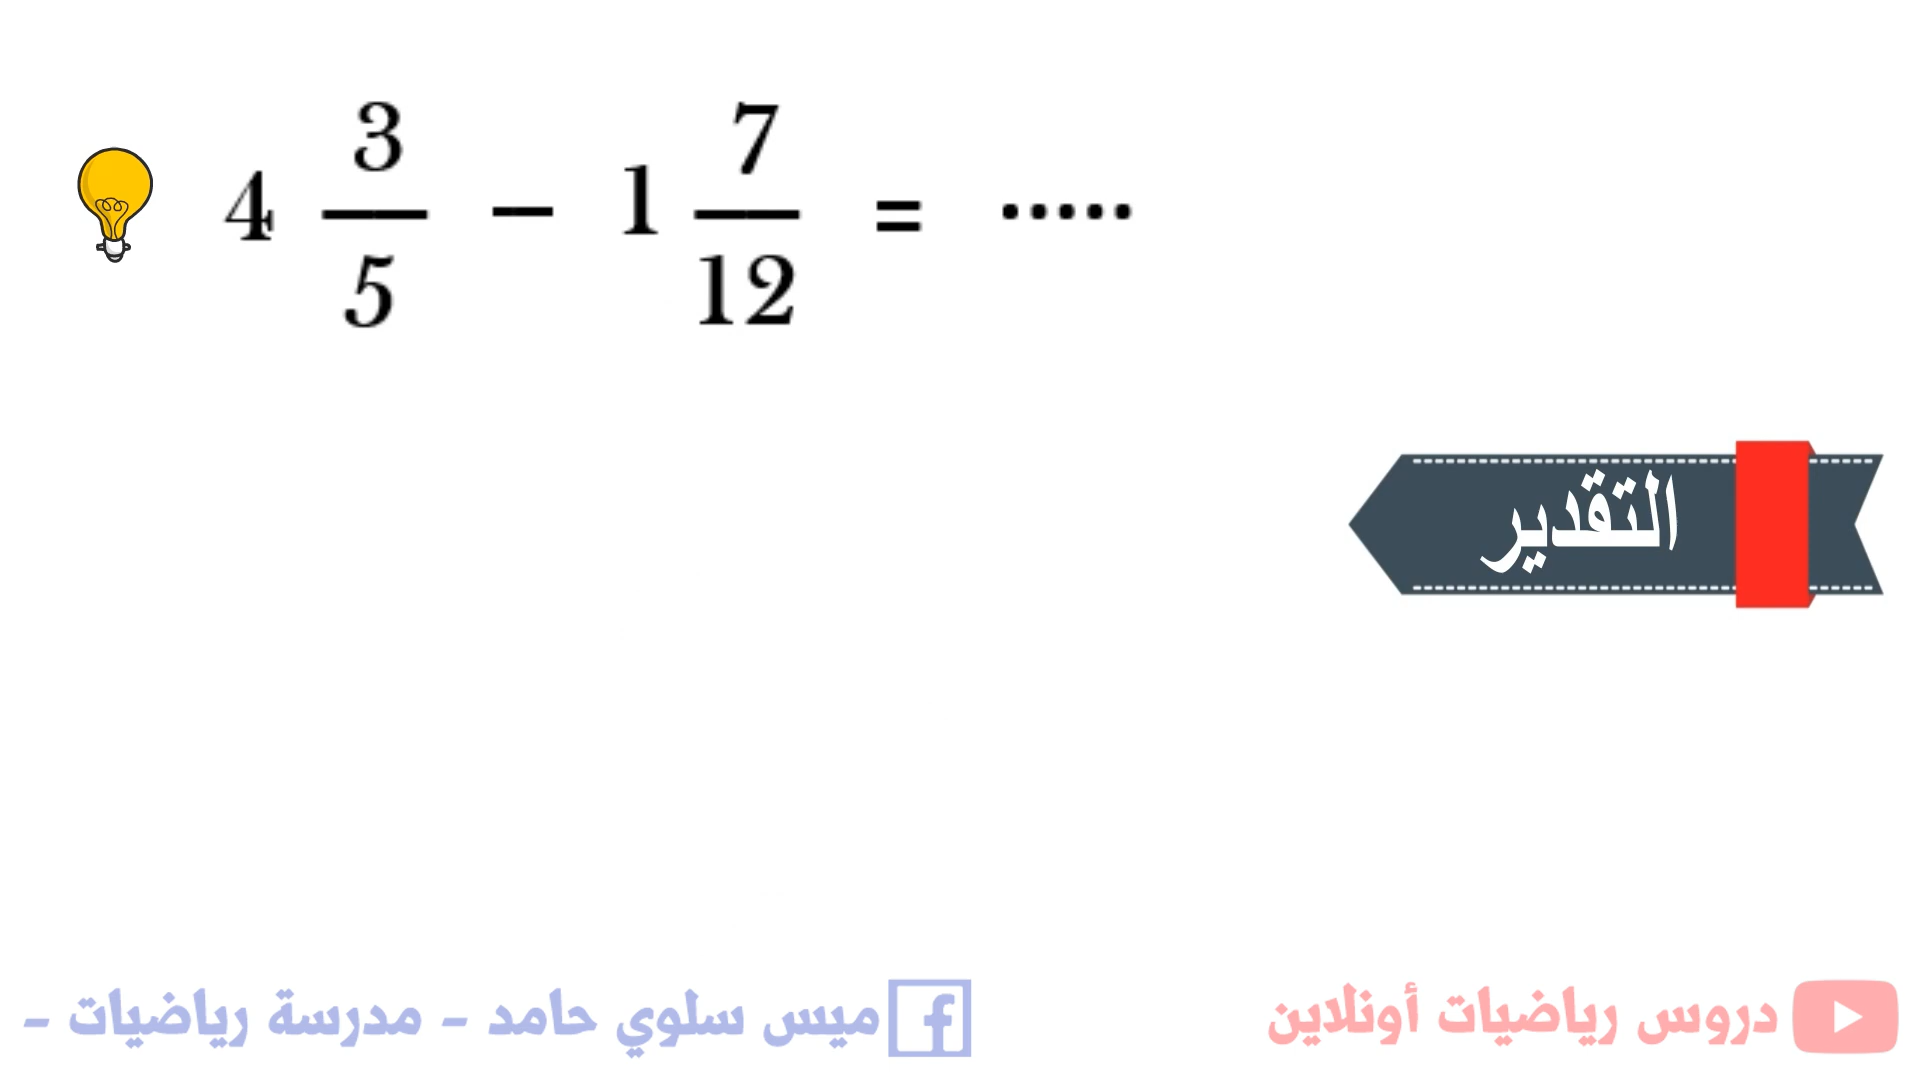 4 3/5 − 1 7/12 = .....
التقدير
دروس رياضيات أونلاين
ميس سلوي حامد - مدرسة رياضيات -